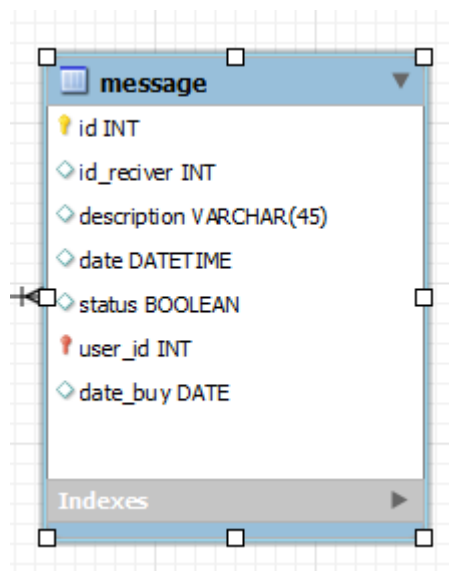 message
id INT
id_reciver INT
description VARCHAR(45)
date DATETIME
status BOOLEAN
user_id INT
date_buy DATE
Indexes